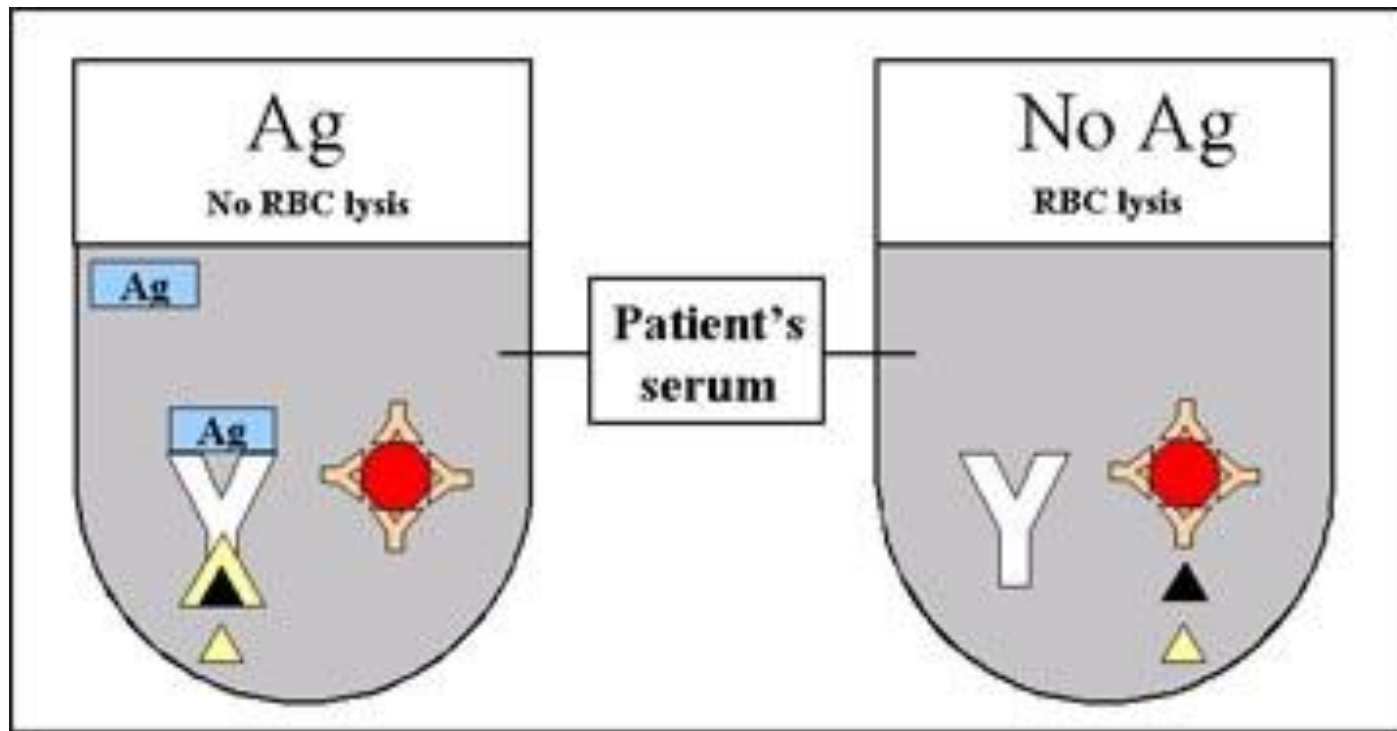 Ag
No RBC lysis
Ag
Ag
Patient's
serum
No Ag
RBC lysis